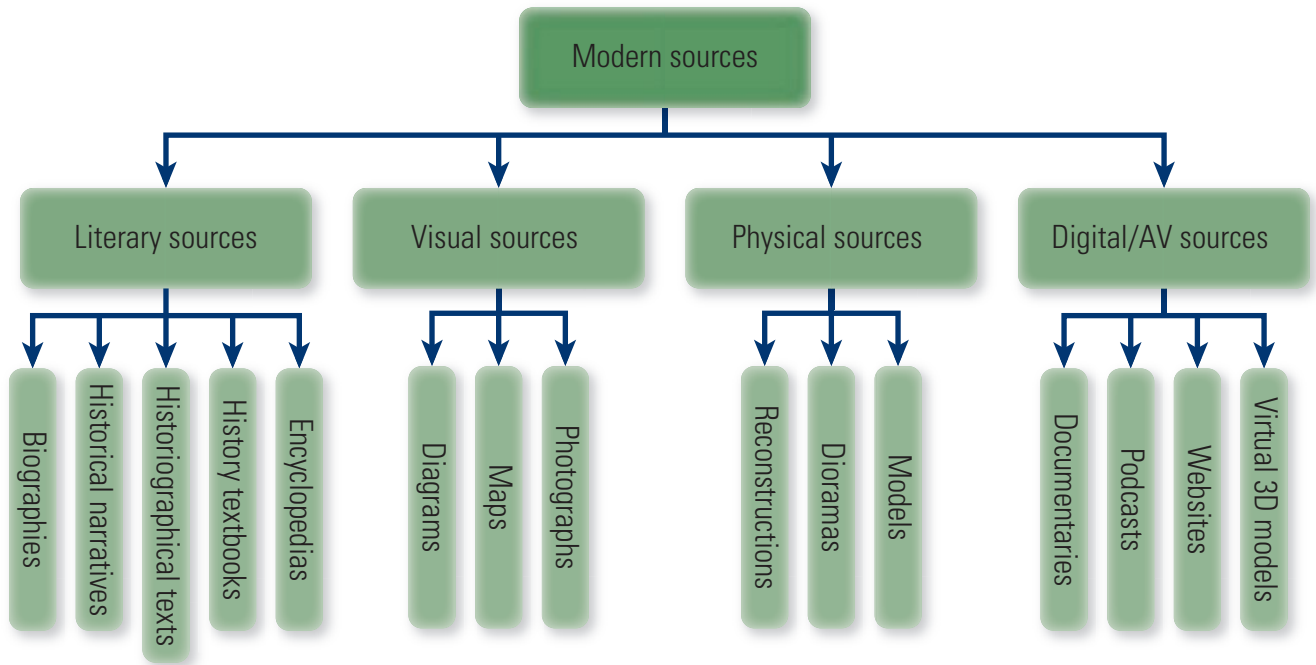 Modern sources
Literary sources
Visual sources
Physical sources
Digital/AV sources
Biographies
Historical narratives
Historiographical texts
History textbooks
Encyclopedias
Diagrams
Maps
Photographs
Reconstructions
Dioramas
Models
Documentaries
Podcasts
Websites
Virtual 3D models